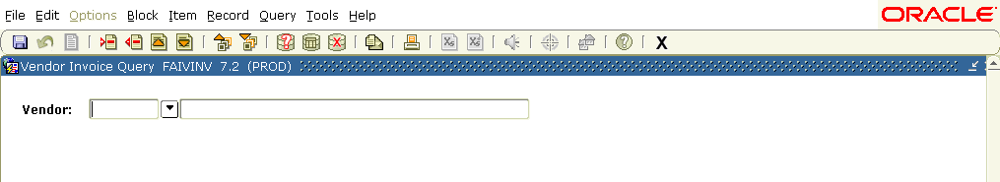 File Edit Options Block Item Record Query Tools Help
ORACLE
X
Vendor Invoice Query FAIVINV 7.2 (PROD)
Vendor: